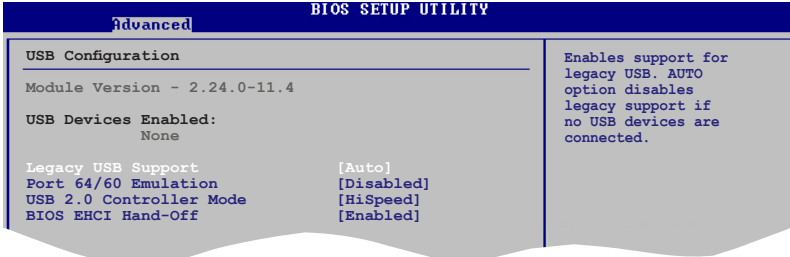 BIOS SETUP UTILITY
Advanced
USB Configuration
Module Version - 2.24.0-11.4
USB Devices Enabled:
None
Legacy USB Support [Auto]
Port 64/60 Emulation [Disabled]
USB 2.0 Controller Mode [HiSpeed]
BIOS EHCI Hand-Off [Enabled]
Enables support for
legacy USB. AUTO
option disables
legacy support if
no USB devices are
connected.